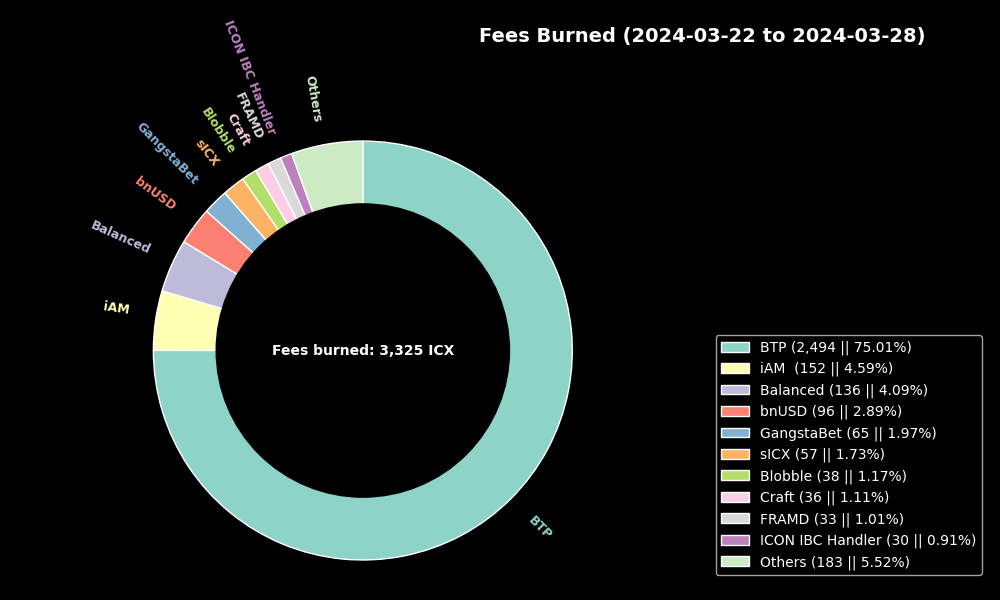 Fees Burned (2024-03-22 to 2024-03-28)
ICON IBC Handler
Others
FRAMD
Craft
Blobble
sICX
GangstaBet
bnUSD
Balanced
iAM
Fees burned: 3,325 ICX
BTP
BTP (2,494 || 75.01%)
iAM  (152 || 4.59%)
Balanced (136 || 4.09%)
bnUSD (96 || 2.89%)
GangstaBet (65 || 1.97%)
sICX (57 || 1.73%)
Blobble (38 || 1.17%)
Craft (36 || 1.11%)
FRAMD (33 || 1.01%)
ICON IBC Handler (30 || 0.91%)
Others (183 || 5.52%)